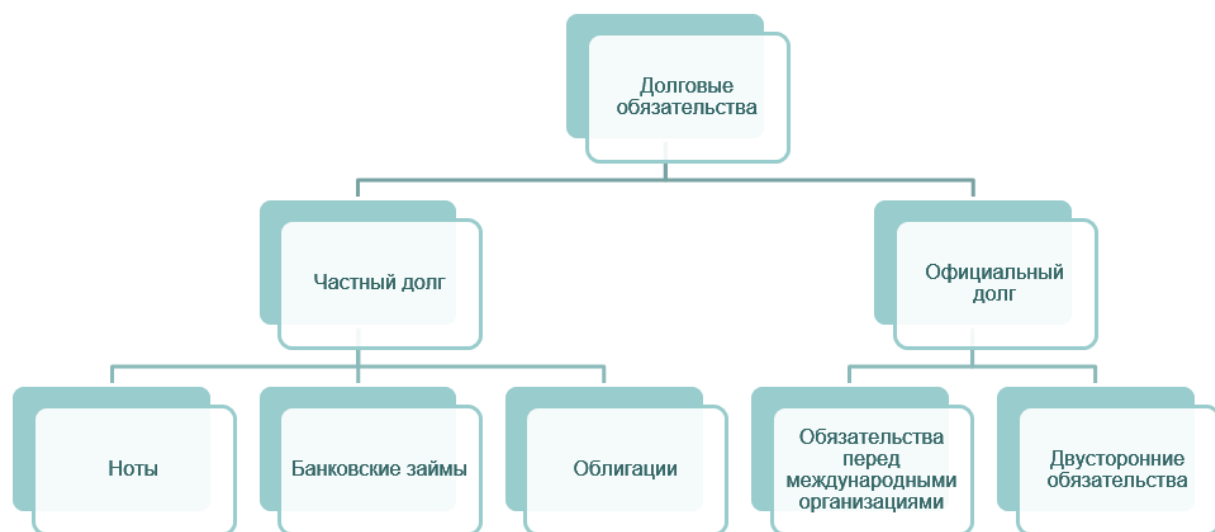 Долговые
обязательства
Частный долг
Официальный
долг
Ноты
Банковские займы
Облигации
Обязательства
перед
международными
организациями
Двусторонние
обязательства